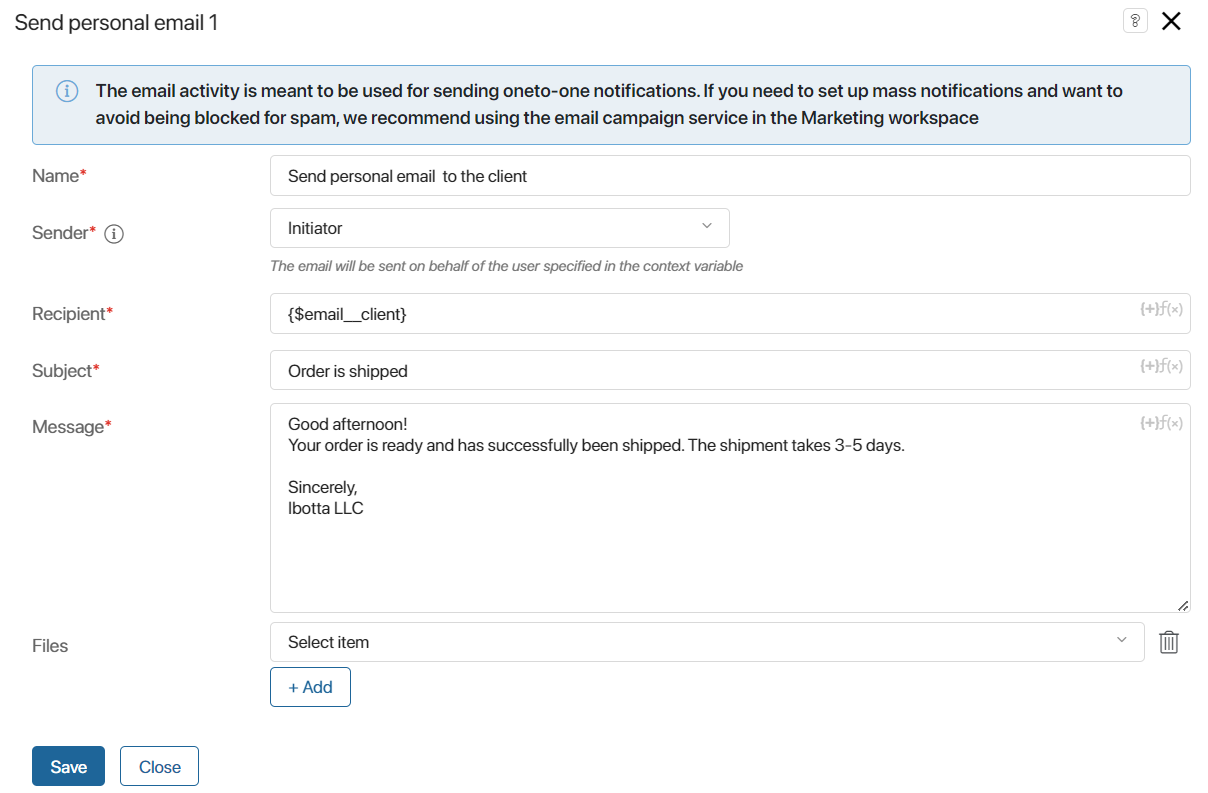 Send personal email 1
?
The email activity is meant to be used for sending oneto-one notifications. If you need to set up mass notifications and want to
avoid being blocked for spam, we recommend using the email campaign service in the Marketing workspace
Name*
Send personal email  to the client
Sender*
Initiator
The email will be sent on behalf of the user specified in the context variable
Recipient*
{$email__client}
{+}f(×)
Subject*
Order is shipped
{+}f(×)
Message*
Good afternoon!
{+}f(×)
Your order is ready and has successfully been shipped. The shipment takes 3-5 days.
Sincerely,
Ibotta LLC
Files
Select item
+ Add
Save
Close